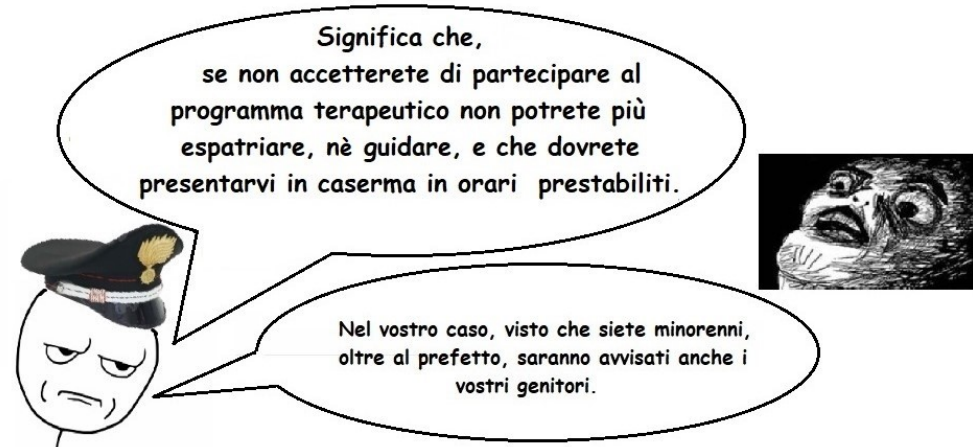 Significa che,
se non accetterete di partecipare al
programma terapeutico non potrete più
espatriare, nè guidare, e che dovrete
presentarvi in caserma in orari prestabiliti.
Nel vostro caso, visto che siete minorenni,
oltre al prefetto, saranno avvisati anche i
vostri genitori.